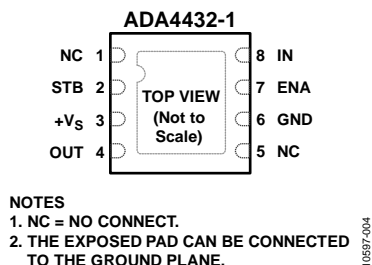 ADA4432-1
NC 1
STB 2
+VS 3
OUT 4
TOP VIEW
(Not to
Scale)
8 IN
7 ENA
6 GND
5 NC
NOTES
1. NC = NO CONNECT.
2. THE EXPOSED PAD CAN BE CONNECTED
TO THE GROUND PLANE.
10597-004